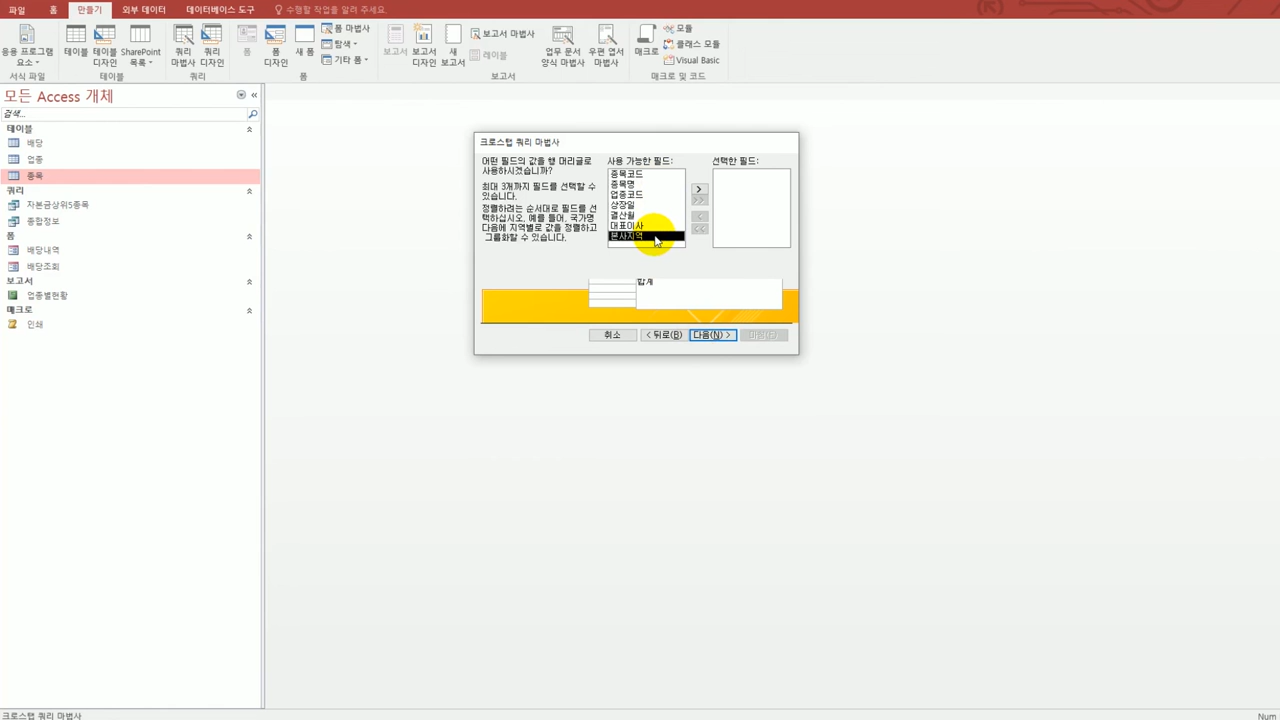 파일 홈 만들기 외부 데이터 데이터베이스 도구 수행할 작업을 알려 주세요.
응용 프로그램 요소
테이블
테이블 디자인
SharePoint 목록
쿼리 마법사
쿼리 디자인
폼
폼 디자인
새 폼
폼 마법사
탐색
기타 폼
보고서
보고서 디자인
새 보고서
보고서 마법사
레이블
업무 문서 양식 마법사
우편 엽서 마법사
매크로
모듈
클래스 모듈
Visual Basic
서식 파일 테이블 쿼리 폼 보고서 매크로 및 코드
모든 Access 개체
검색...
테이블
배당
업종
종목
쿼리
자본금상위5종목
종합정보
폼
배당내역
배당조회
보고서
업종별현황
매크로
인쇄
크로스탭 쿼리 마법사
어떤 필드의 값을 행 머리글로
사용하시겠습니까?
최대 3개까지 필드를 선택할 수
있습니다.
정렬하려는 순서대로 필드를 선
택하십시오. 예를 들어, 국가명
다음에 지역별로 값을 정렬하고
그룹화할 수 있습니다.
사용 가능한 필드:
종목코드
종목명
업종코드
상장일
결산월
대표이사
본사지역
>
>>
<
<<
선택한 필드:
합계
취소 < 뒤로(B) 다음(N) > 마침(F)
크로스탭 쿼리 마법사 Num